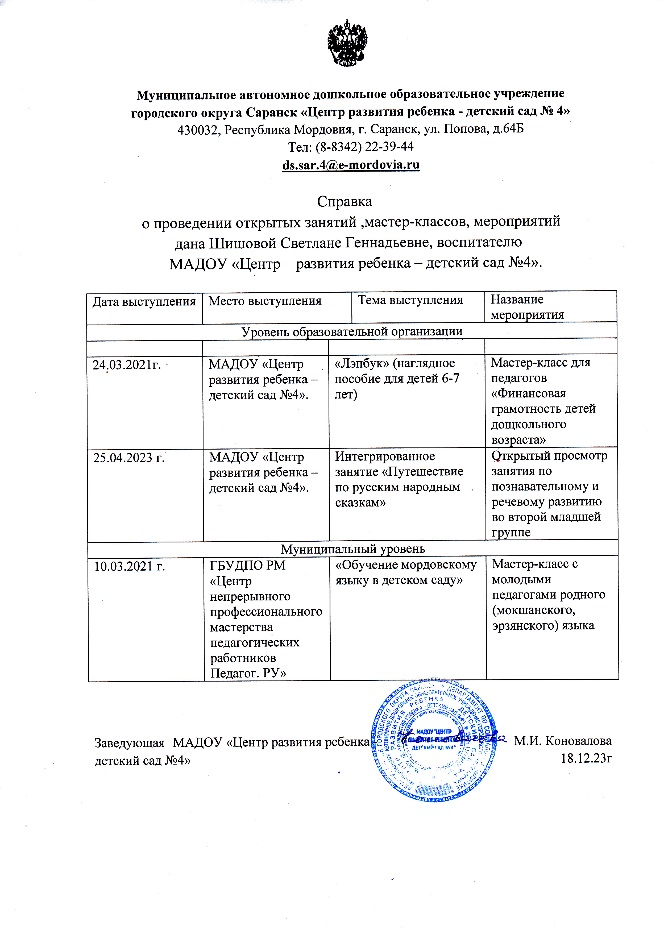 Муниципальное автономное дошкольное образовательное учреждение
городского округа Саранск «Центр развития ребенка - детский сад № 4»
430032, Республика Мордовия, г. Саранск, ул. Попова, д.64Б
Тел: (8-8342) 22-39-44
ds.sar.4@e-mordovia.ru
Справка
о проведении открытых занятий ,мастер-классов, мероприятий
дана Шишовой Светлане Геннадьевне, воспитателю
МАДОУ «Центр развития ребенка – детский сад №4».
Дата выступления Место выступления Тема выступления Название
мероприятия
Уровень образовательной организации
24.03.2021г.
МАДОУ «Центр
развития ребенка –
детский сад №4».
«Лэпбук» (наглядное
пособие для детей 6-7
лет)
Мастер-класс для
педагогов
«Финансовая
грамотность детей
дошкольного
возраста»
25.04.2023 г.
МАДОУ «Центр
развития ребенка –
детский сад №4».
Интегрированное
занятие «Путешествие
по русским народным
сказкам»
Открытый просмотр
занятия по
познавательному и
речевому развитию
во второй младшей
группе
Муниципальный уровень
10.03.2021 г.
ГБУДПО РМ
«Центр
непрерывного
профессионального
мастерства
педагогических
работников
Педагог. РУ»
«Обучение мордовскому
языку в детском саду»
Мастер-класс с
молодыми
педагогами родного
(мокшанского,
эрзянского) языка
Заведующая МАДОУ «Центр развития ребенка
детский сад №4»
М.И. Коновалова
18.12.23г